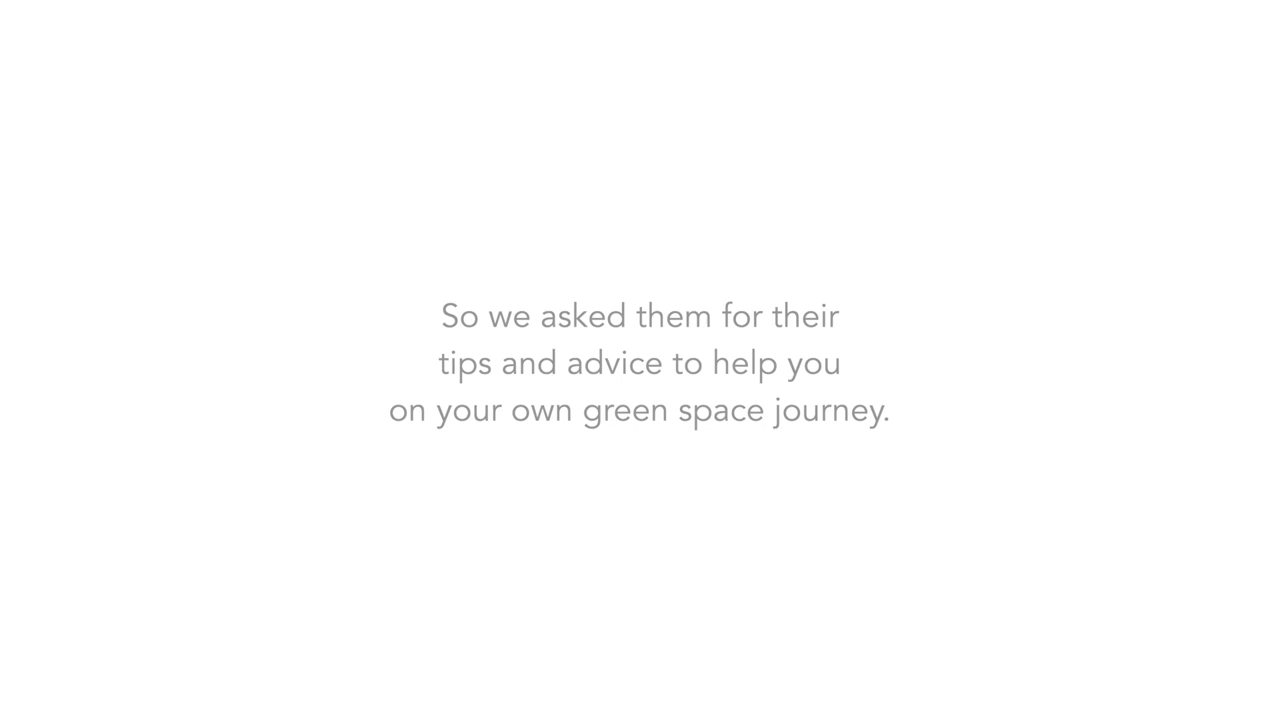 So we asked them for their
tips and advice to help you
on your own green space journey.